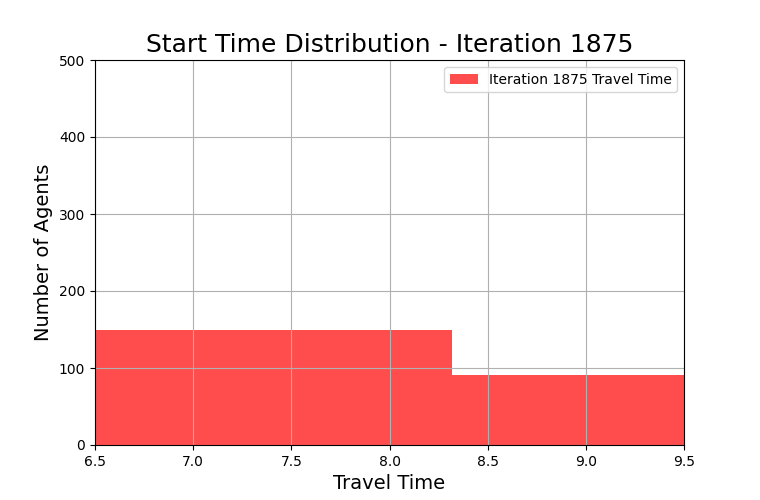 Start Time Distribution - Iteration 1875
Iteration 1875 Travel Time
Number of Agents
500
400
300
200
100
0
6.5 7.0 7.5 8.0 8.5 9.0 9.5
Travel Time